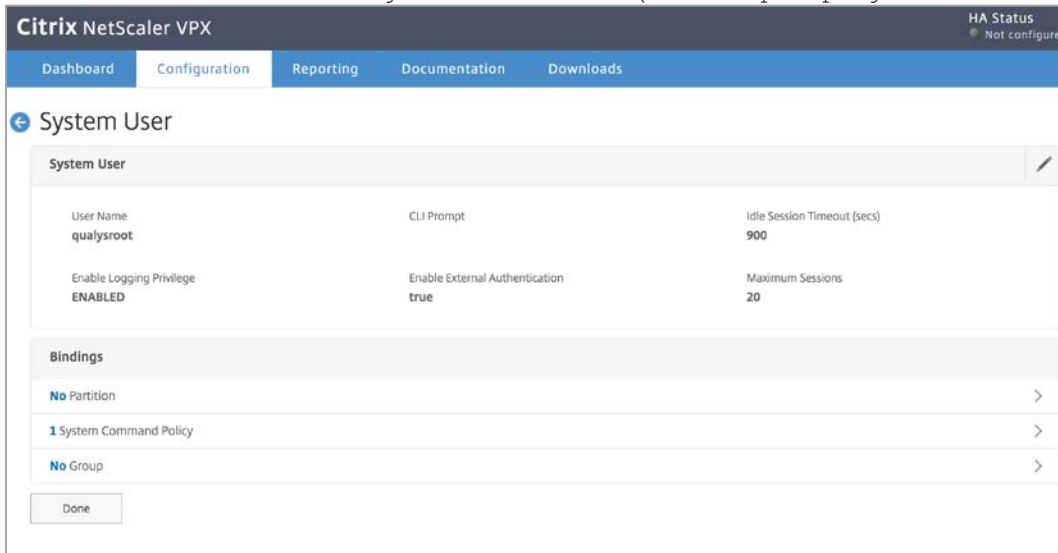 Citrix NetScaler VPX
HA Status
Not configure
Dashboard Configuration Reporting Documentation Downloads
System User
System User
User Name CLI Prompt Idle Session Timeout (secs)
qualysroot 900
Enable Logging Privilege Enable External Authentication Maximum Sessions
ENABLED true 20
Bindings
No Partition
1 System Command Policy
No Group
Done